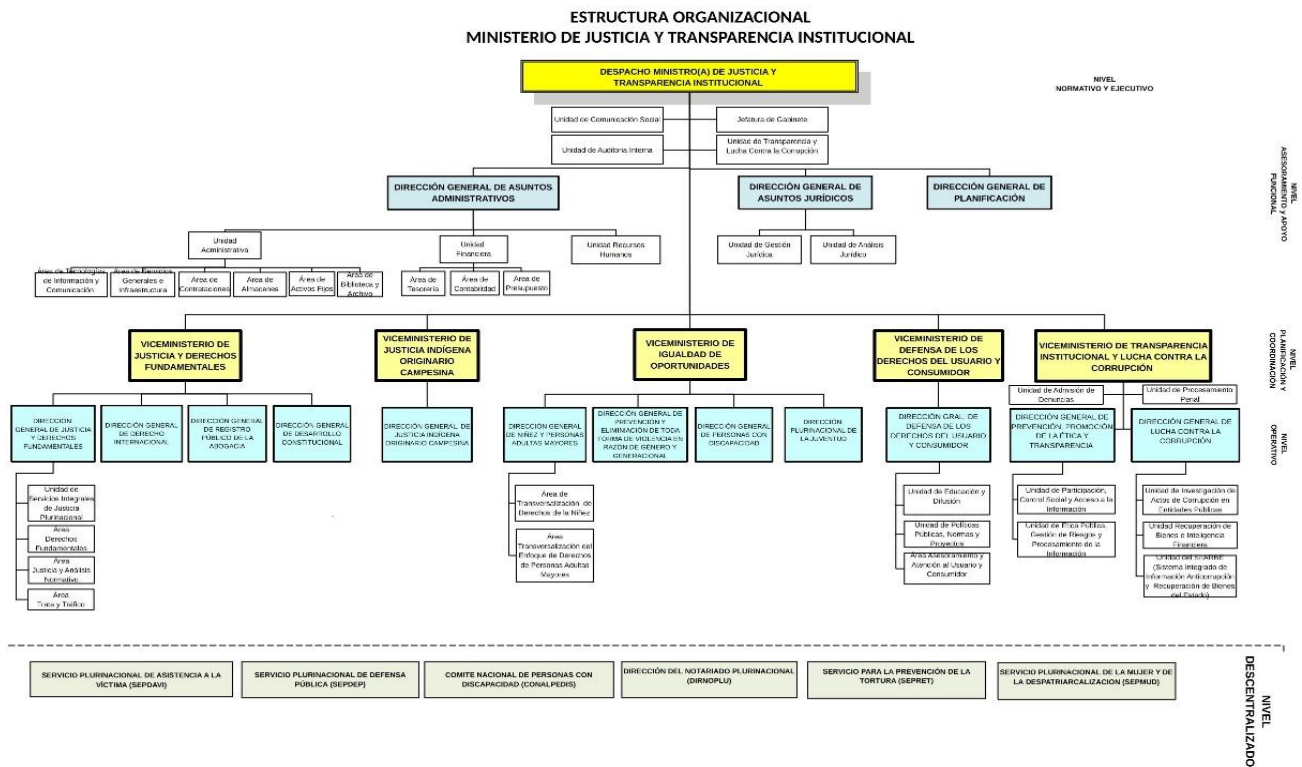 ESTRUCTURA ORGANIZACIONAL
MINISTERIO DE JUSTICIA Y TRANSPARENCIA INSTITUCIONAL
DESPACHO MINISTRO(A) DE JUSTICIA Y
TRANSPARENCIA INSTITUCIONAL
NIVEL
NORMATIVO Y EJECUTIVO
Unidad de Comunicación Social
Jefatura de Gabinete
Unidad de Auditoria Interna
Unidad de Transparencia y
Lucha Contra la Corrupción
NIVEL
ASESORAMIENTO y APOYO
FUNCIONAL
DIRECCIÓN GENERAL DE ASUNTOS
ADMINISTRATIVOS
DIRECCIÓN GENERAL DE
ASUNTOS JURÍDICOS
DIRECCIÓN GENERAL DE
PLANIFICACIÓN
Unidad
Administrativa
Unidad
Financiera
Unidad Recursos
Humanos
Unidad de Gestión
Jurídica
Unidad de Análisis
Jurídico
Área de Tecnologías
de Información y
Comunicación
Área de Servicios
Generales e
Infraestructura
Área de
Contrataciones
Área de
Almacenes
Área de
Activos Fijos
Área de
Biblioteca y
Archivo
Área de
Tesorería
Área de
Contabilidad
Área de
Presupuesto
NIVEL
PLANIFICACIÓN Y
COORDINACIÓN
VICEMINISTERIO DE
JUSTICIA Y DERECHOS
FUNDAMENTALES
VICEMINISTERIO DE
JUSTICIA INDÍGENA
ORIGINARIO
CAMPESINA
VICEMINISTERIO DE
IGUALDAD DE
OPORTUNIDADES
VICEMINISTERIO DE
DEFENSA DE LOS
DERECHOS DEL USUARIO Y
CONSUMIDOR
VICEMINISTERIO DE TRANSPARENCIA
INSTITUCIONAL Y LUCHA CONTRA LA
CORRUPCIÓN
Unidad de Admisión de
Denuncias
Unidad de Procesamiento
Penal
NIVEL
OPERATIVO
DIRECCIÓN
GENERAL DE JUSTICIA
Y DERECHOS
FUNDAMENTALES
DIRECCIÓN
GENERAL DE DERECHO
INTERNACIONAL
DIRECCIÓN GENERAL
DE REGISTRO
PÚBLICO DE LA
ABOGACIA
DIRECCIÓN GENERAL
DE DESARROLLO
CONSTITUCIONAL
DIRECCIÓN GENERAL DE
JUSTICIA INDÍGENA
ORIGINARIO CAMPESINA
DIRECCIÓN GENERAL
DE NIÑEZ Y PERSONAS
ADULTAS MAYORES
DIRECCIÓN GENERAL DE
PREVENCIÓN Y
ELIMINACIÓN DE TODA
FORMA DE VIOLENCIA EN
RAZÓN DE GÉNERO Y
GENERACIONAL
DIRECCIÓN GENERAL
DE PERSONAS CON
DISCAPACIDAD
DIRECCIÓN
PLURINACIONAL DE
LA JUVENTUD
DIRECCIÓN GRAL. DE
DEFENSA DE LOS
DERECHOS DEL USUARIO
Y CONSUMIDOR
DIRECCIÓN GENERAL DE
PREVENCIÓN, PROMOCIÓN
DE LA ÉTICA Y
TRANSPARENCIA
DIRECCIÓN GENERAL DE
LUCHA CONTRA LA
CORRUPCIÓN
Unidad de
Servicios Integrales
de Justicia
Plurinacional
Área
Derechos
Fundamentales
Área
Justicia y Análisis
Normativo
Área
Trata y Tráfico
Área de
Transversalización de
Derechos de la Niñez
Área
Transversalización del
Enfoque de Derechos
de Personas Adultas
Mayores
Unidad de Educación y
Difusión
Unidad de Políticas
Públicas, Normas y
Proyectos
Área Asesoramiento y
Atención al Usuario y
Consumidor
Unidad de Participación,
Control Social y Acceso a la
Información
Unidad de Ética Pública,
Gestión de Riesgos y
Procesamiento de la
Información
Unidad de Investigación de
Actos de Corrupción en
Entidades Públicas
Unidad Recuperación de
Bienes e Inteligencia
Financiera
Unidad del SIIARBE
(Sistema Integrado de
Información Anticorrupción
y Recuperación de Bienes
del Estado)
SERVICIO PLURINACIONAL DE ASISTENCIA A LA
VÍCTIMA (SEPDAVI)
SERVICIO PLURINACIONAL DE DEFENSA
PÚBLICA (SEPDEP)
COMITE NACIONAL DE PERSONAS CON
DISCAPACIDAD (CONALPEDIS)
DIRECCIÓN DEL NOTARIADO PLURINACIONAL
(DIRNOPLU)
SERVICIO PARA LA PREVENCIÓN DE LA
TORTURA (SEPRET)
SERVICIO PLURINACIONAL DE LA MUJER Y DE
LA DESPATRIARCALIZACION (SEPMUD)
NIVEL
DESCENTRALIZADO